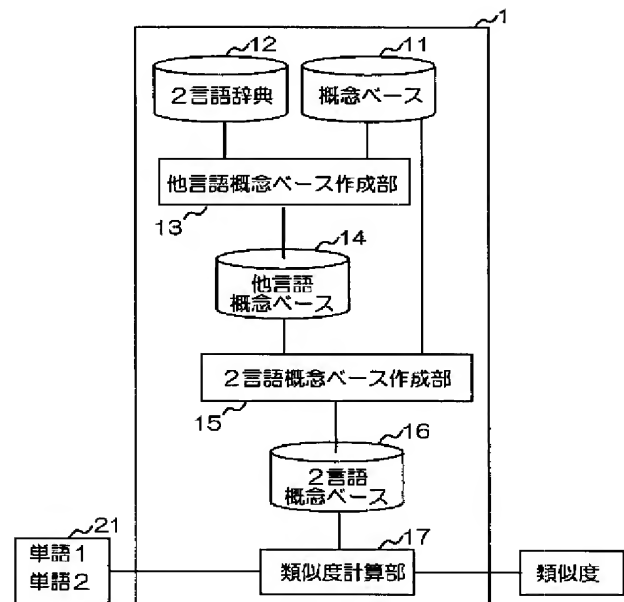 1
12
11
2言語辞典
概念ベース
他言語概念ベース作成部
13
14
他言語
概念ベース
2言語概念ベース作成部
15
16
2言語
概念ベース
21
17
単語1
単語2
類似度計算部
類似度